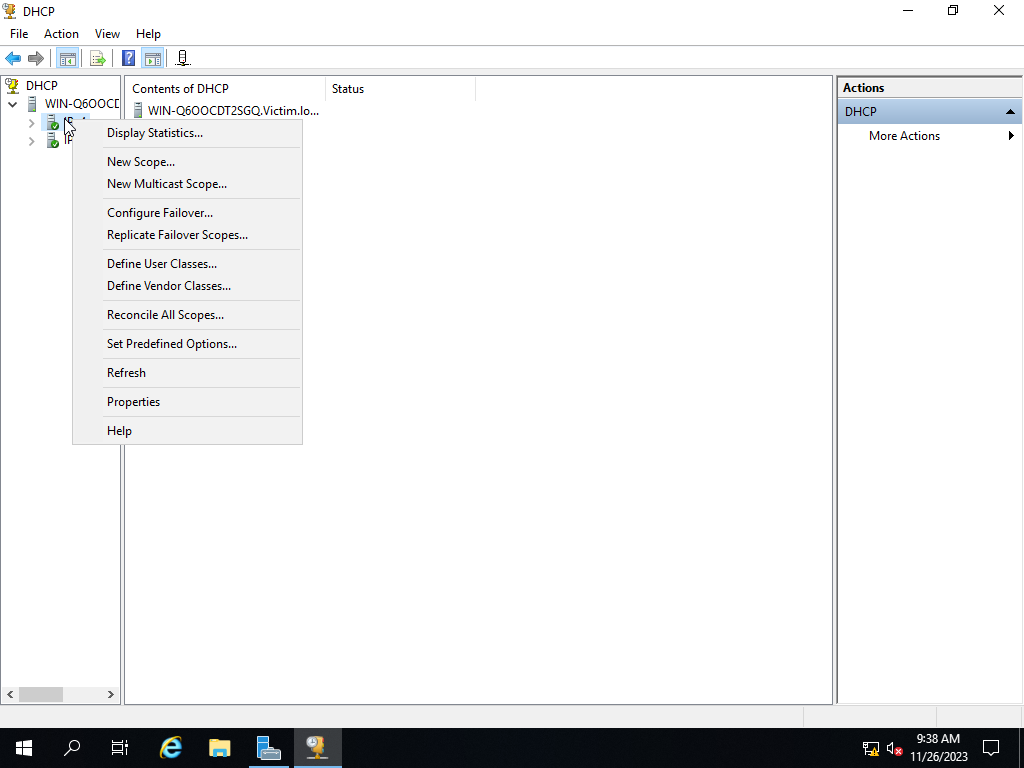 DHCP
File Action View Help
DHCP
WIN-Q6OOCD
Contents of DHCP
Status
WIN-Q6OOCDT2SGQ.Victim.lo...
Display Statistics...
New Scope...
New Multicast Scope...
Configure Failover...
Replicate Failover Scopes...
Define User Classes...
Define Vendor Classes...
Reconcile All Scopes...
Set Predefined Options...
Refresh
Properties
Help
Actions
DHCP
More Actions
9:38 AM
11/26/2023